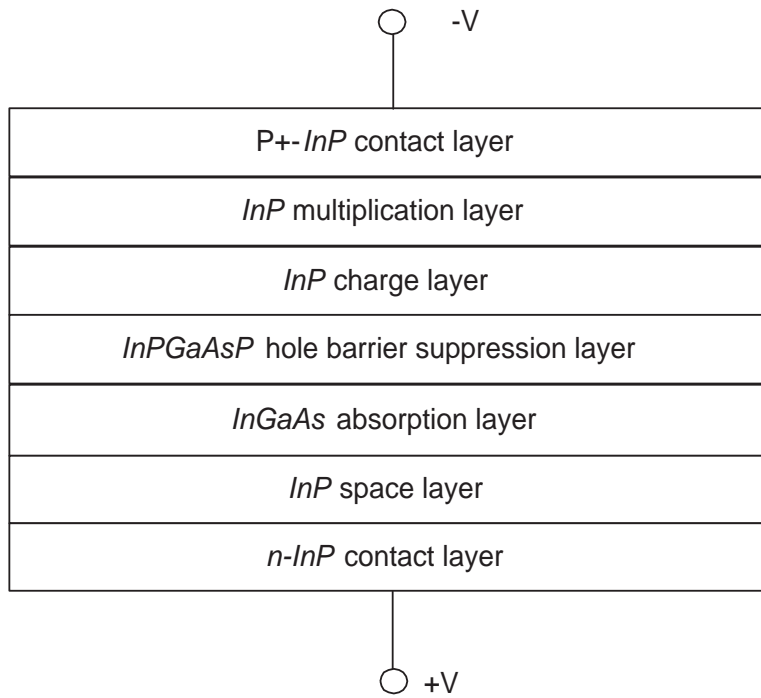 -V
P+-InP contact layer
InP multiplication layer
InP charge layer
InPGaAsP hole barrier suppression layer
InGaAs absorption layer
InP space layer
n-InP contact layer
+V